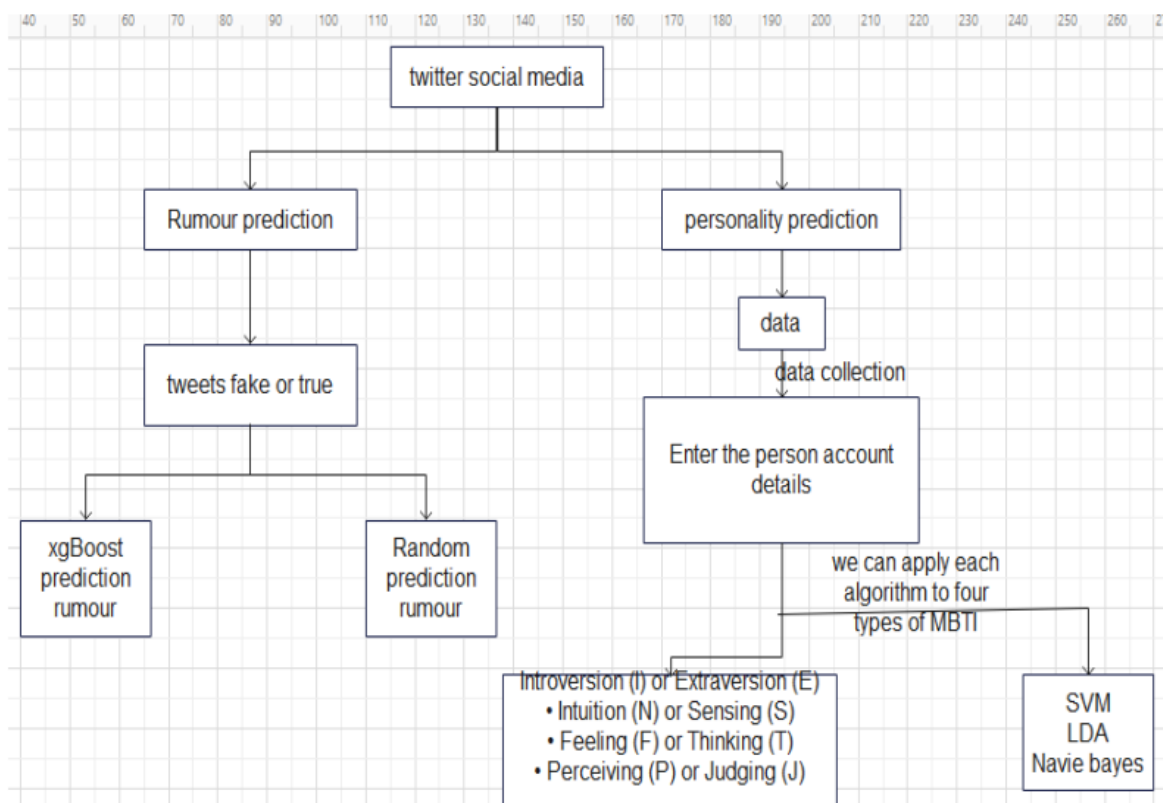 40 50 60 70 80 90 100 110 120 130 140 150 160 170 180 190 200 210 220 230 240 250 260
twitter social media
Rumour prediction
personality prediction
data
data collection
tweets fake or true
Enter the person account
details
xgBoost
prediction
rumour
Random
prediction
rumour
we can apply each
algorithm to four
types of MBTI
Introversion (I) or Extraversion (E)
• Intuition (N) or Sensing (S)
• Feeling (F) or Thinking (T)
• Perceiving (P) or Judging (J)
SVM
LDA
Navie bayes